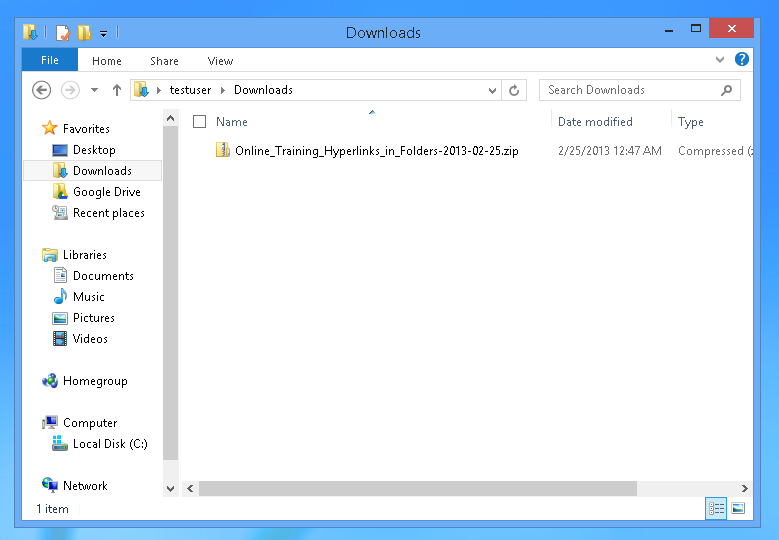 Downloads
File Home Share View
testuser Downloads
Search Downloads
Name Date modified Type
Online_Training_Hyperlinks_in_Folders-2013-02-25.zip 2/25/2013 12:47 AM Compressed (z
Favorites
Desktop
Downloads
Google Drive
Recent places
Libraries
Documents
Music
Pictures
Videos
Homegroup
Computer
Local Disk (C:)
Network
1 item